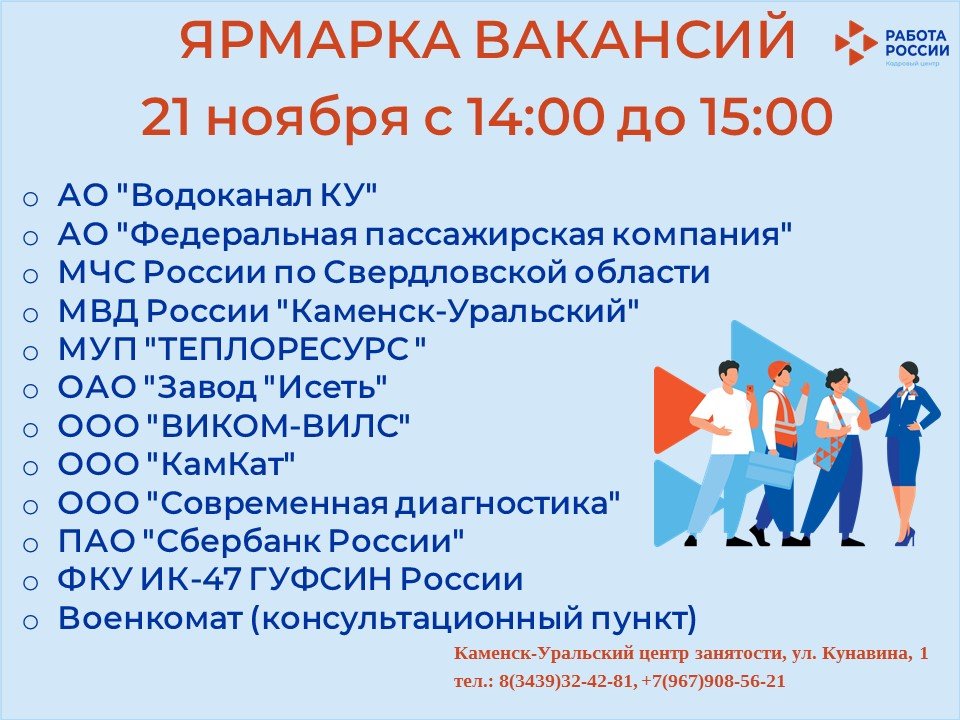 ЯРМАРКА ВАКАНСИЙ
РАБОТА
РОССИИ
Кадровый центр
21 ноября с 14:00 до 15:00
o АО "Водоканал КУ"
o АО "Федеральная пассажирская компания"
o МЧС России по Свердловской области
o МВД России "Каменск-Уральский"
o МУП "ТЕПЛОРЕСУРС "
o ОАО "Завод "Исеть"
o ООО "ВИКОМ-ВИЛС"
o ООО "КамКат"
o ООО "Современная диагностика"
o ПАО "Сбербанк России"
o ФКУ ИК-47 ГУФСИН России
o Военкомат (консультационный пункт)
Каменск-Уральский центр занятости, ул. Кунавина, 1
тел.: 8(3439)32-42-81, +7(967)908-56-21